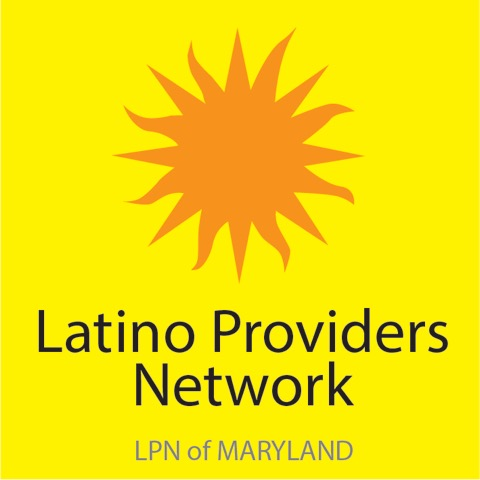 Latino Providers
Network
LPN of MARYLAND